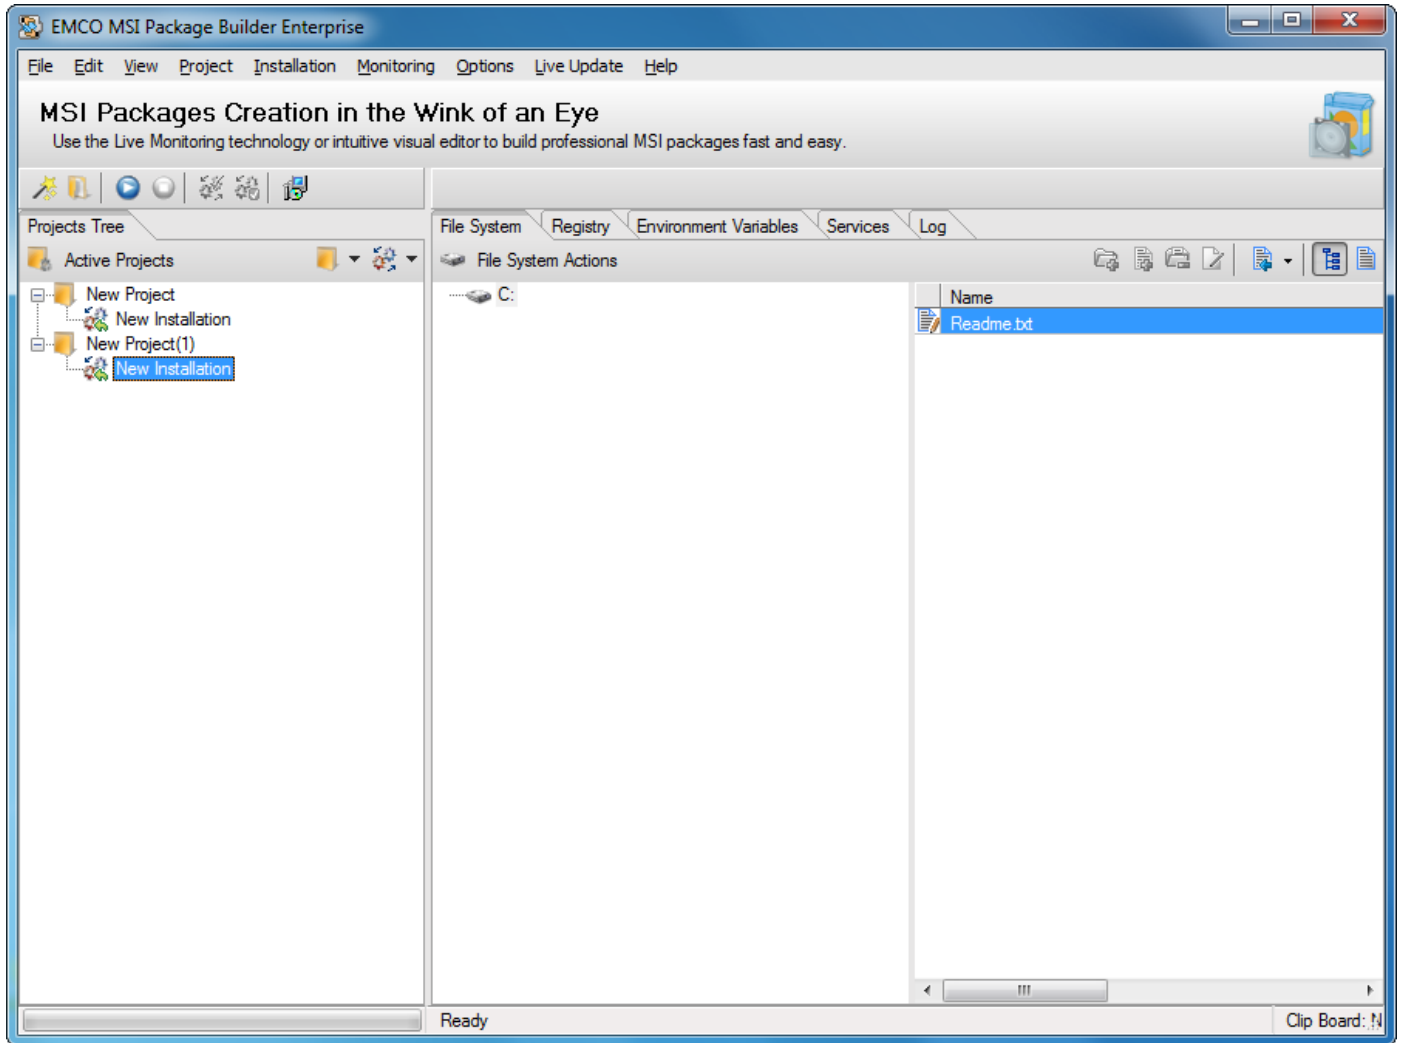 EMCO MSI Package Builder Enterprise
File Edit View Project Installation Monitoring Options Live Update Help
MSI Packages Creation in the Wink of an Eye
Use the Live Monitoring technology or intuitive visual editor to build professional MSI packages fast and easy.
Projects Tree
File System Registry Environment Variables Services Log
Active Projects
File System Actions
New Project
New Installation
New Project(1)
New Installation
C:
Name
Readme.txt
Ready
Clip Board: